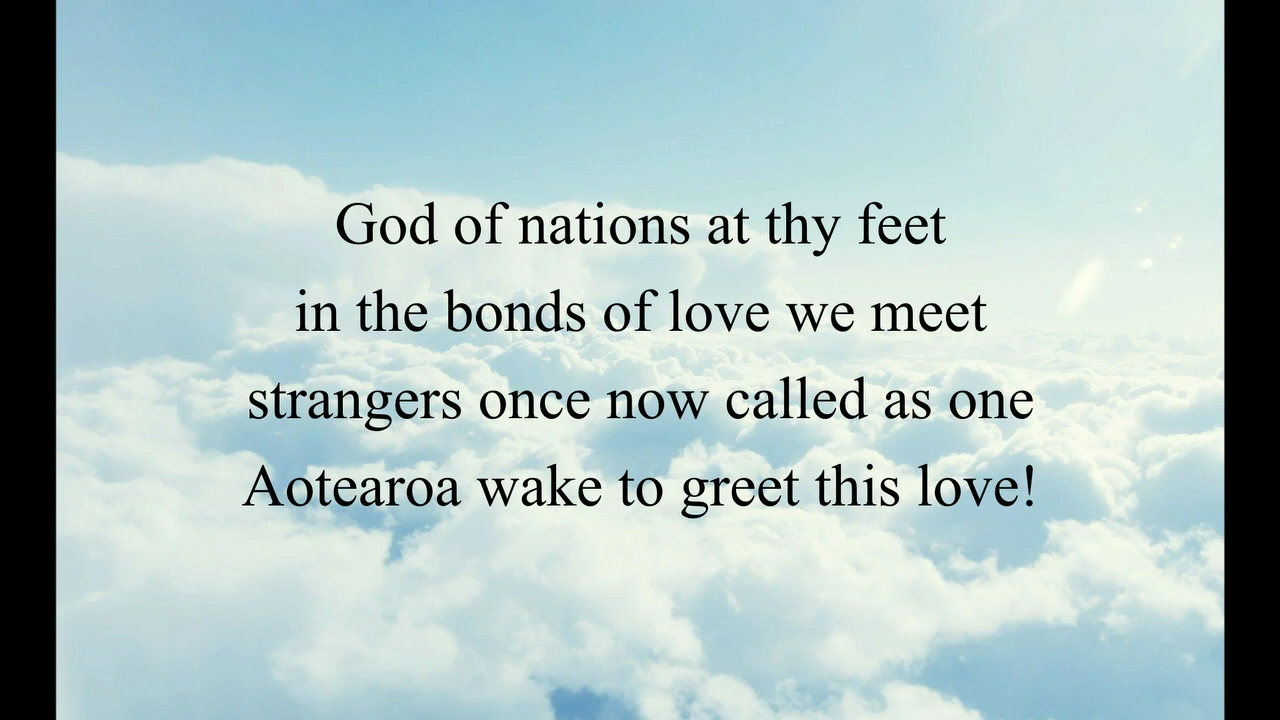 God of nations at thy feet
in the bonds of love we meet
strangers once now called as one
Aotearoa wake to greet this love!